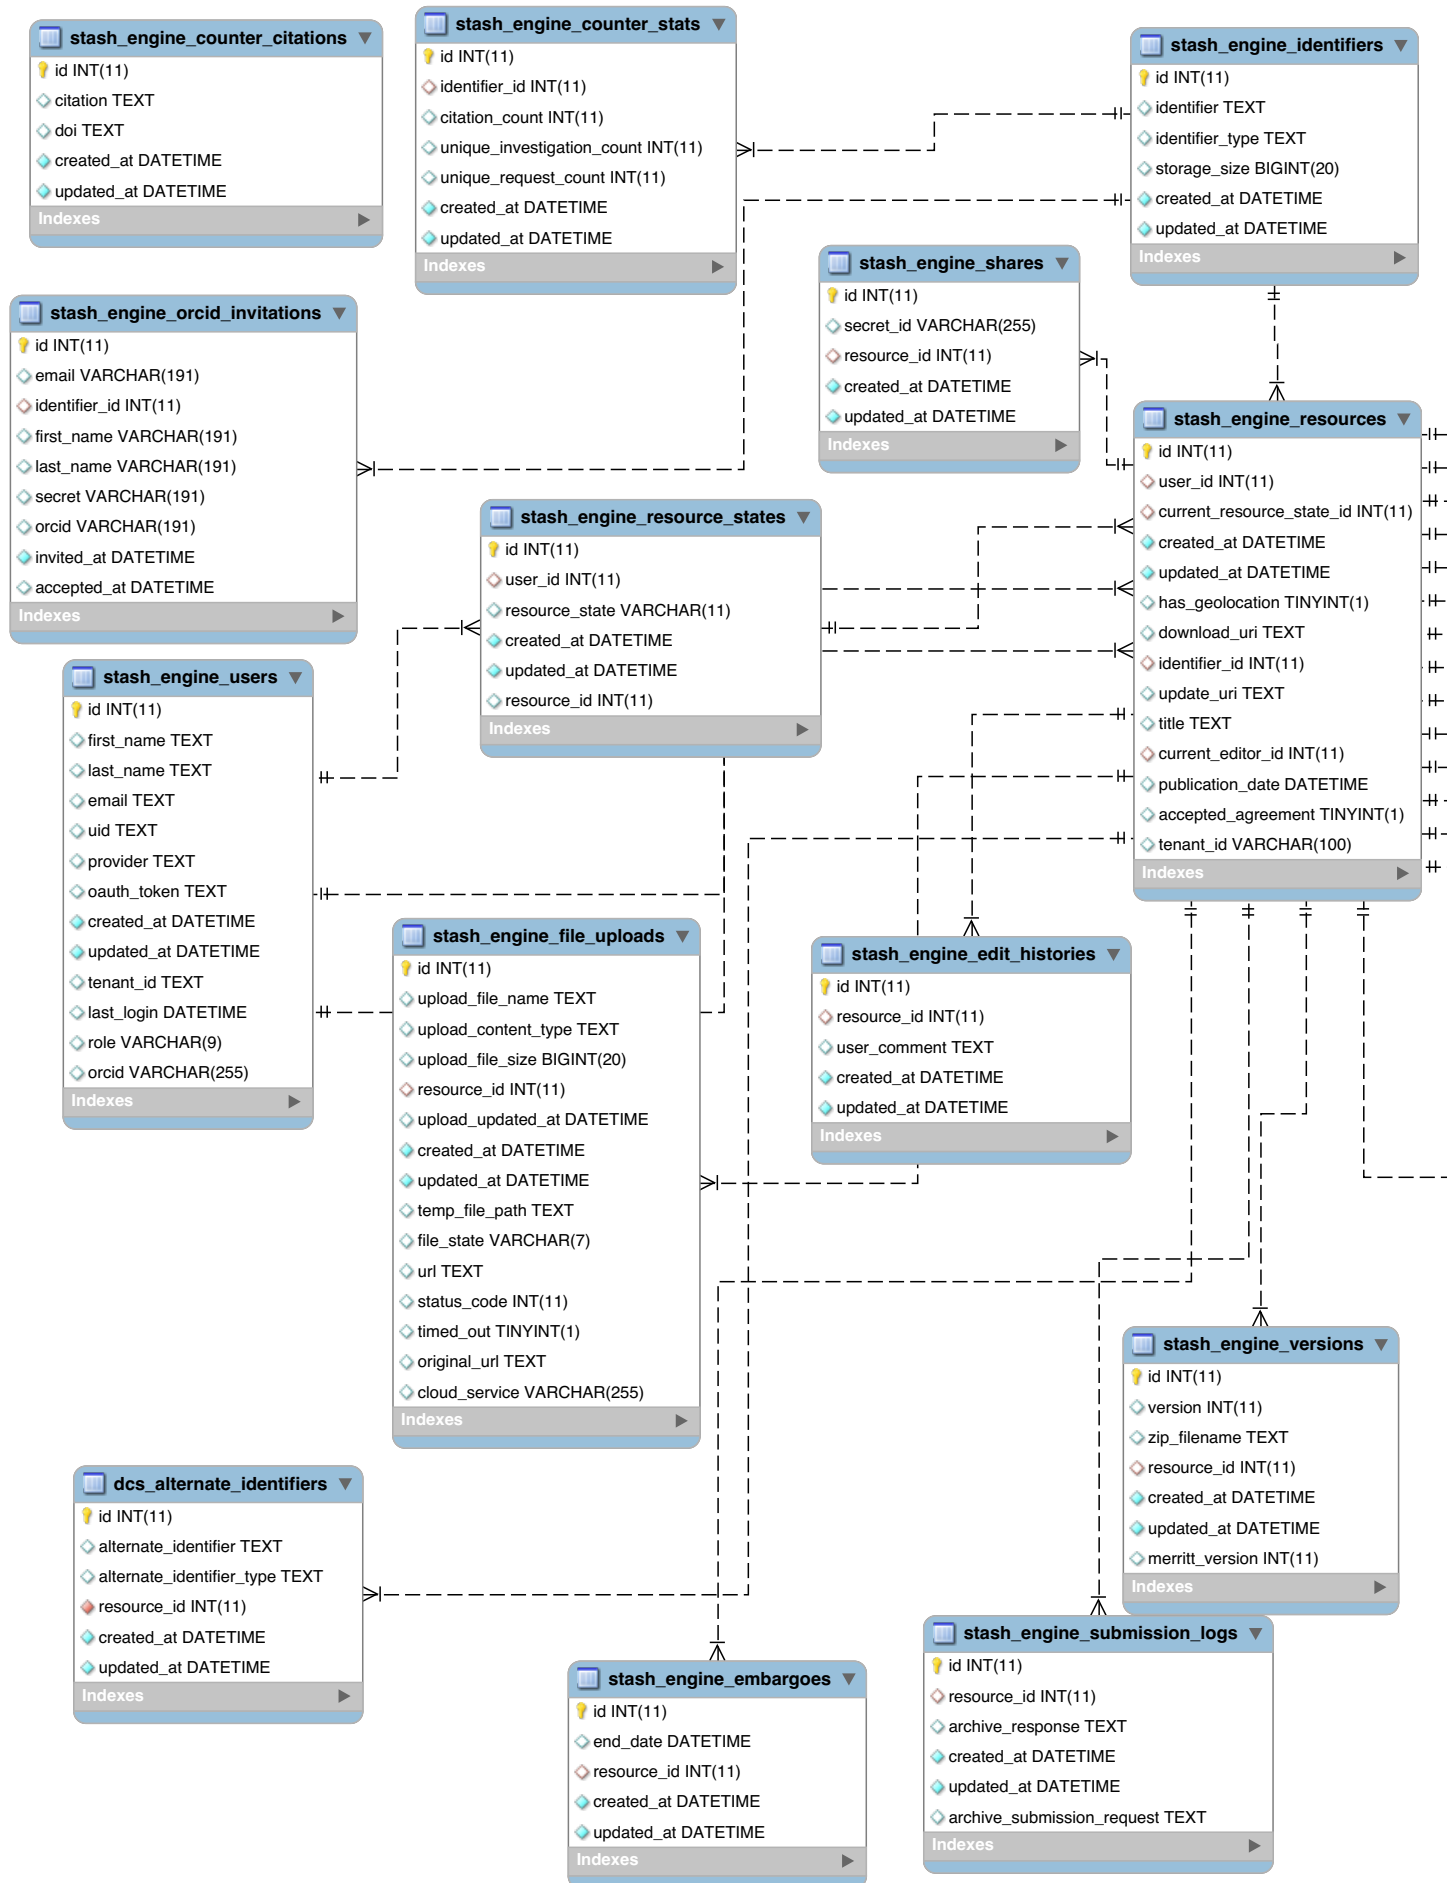 stash_engine_counter_citations
id INT(11)
citation TEXT
doi TEXT
created_at DATETIME
updated_at DATETIME
Indexes
stash_engine_counter_stats
id INT(11)
identifier_id INT(11)
citation_count INT(11)
unique_investigation_count INT(11)
unique_request_count INT(11)
created_at DATETIME
updated_at DATETIME
Indexes
stash_engine_identifiers
id INT(11)
identifier TEXT
identifier_type TEXT
storage_size BIGINT(20)
created_at DATETIME
updated_at DATETIME
Indexes
stash_engine_shares
id INT(11)
secret_id VARCHAR(255)
resource_id INT(11)
created_at DATETIME
updated_at DATETIME
Indexes
stash_engine_orcid_invitations
id INT(11)
email VARCHAR(191)
identifier_id INT(11)
first_name VARCHAR(191)
last_name VARCHAR(191)
secret VARCHAR(191)
orcid VARCHAR(191)
invited_at DATETIME
accepted_at DATETIME
Indexes
stash_engine_resources
id INT(11)
user_id INT(11)
current_resource_state_id INT(11)
created_at DATETIME
updated_at DATETIME
has_geolocation TINYINT(1)
download_uri TEXT
identifier_id INT(11)
update_uri TEXT
title TEXT
current_editor_id INT(11)
publication_date DATETIME
accepted_agreement TINYINT(1)
tenant_id VARCHAR(100)
Indexes
stash_engine_resource_states
id INT(11)
user_id INT(11)
resource_state VARCHAR(11)
created_at DATETIME
updated_at DATETIME
resource_id INT(11)
Indexes
stash_engine_users
id INT(11)
first_name TEXT
last_name TEXT
email TEXT
uid TEXT
provider TEXT
oauth_token TEXT
created_at DATETIME
updated_at DATETIME
tenant_id TEXT
last_login DATETIME
role VARCHAR(9)
orcid VARCHAR(255)
Indexes
stash_engine_file_uploads
id INT(11)
upload_file_name TEXT
upload_content_type TEXT
upload_file_size BIGINT(20)
resource_id INT(11)
upload_updated_at DATETIME
created_at DATETIME
updated_at DATETIME
temp_file_path TEXT
file_state VARCHAR(7)
url TEXT
status_code INT(11)
timed_out TINYINT(1)
original_url TEXT
cloud_service VARCHAR(255)
Indexes
stash_engine_edit_histories
id INT(11)
resource_id INT(11)
user_comment TEXT
created_at DATETIME
updated_at DATETIME
Indexes
stash_engine_versions
id INT(11)
version INT(11)
zip_filename TEXT
resource_id INT(11)
created_at DATETIME
updated_at DATETIME
merritt_version INT(11)
Indexes
dcs_alternate_identifiers
id INT(11)
alternate_identifier TEXT
alternate_identifier_type TEXT
resource_id INT(11)
created_at DATETIME
updated_at DATETIME
Indexes
stash_engine_embargoes
id INT(11)
end_date DATETIME
resource_id INT(11)
created_at DATETIME
updated_at DATETIME
Indexes
stash_engine_submission_logs
id INT(11)
resource_id INT(11)
archive_response TEXT
created_at DATETIME
updated_at DATETIME
archive_submission_request TEXT
Indexes